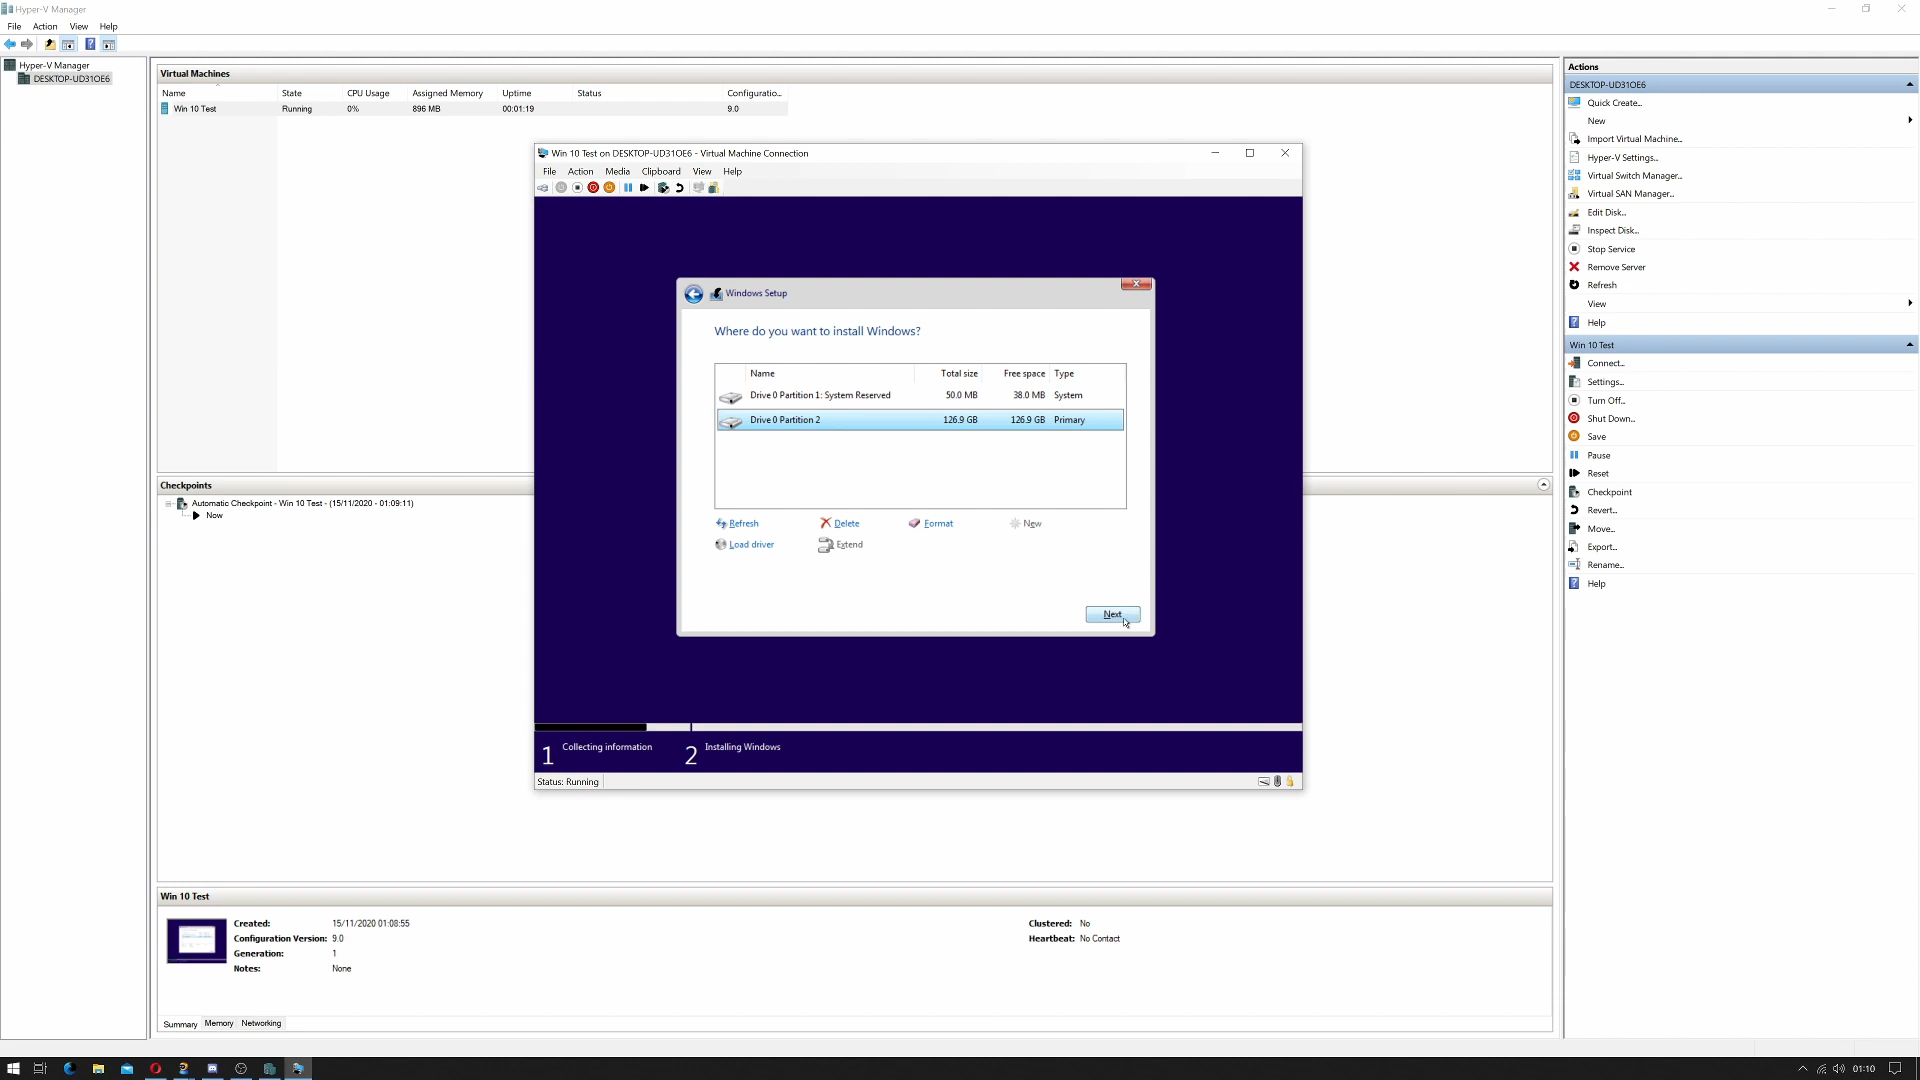 Hyper-V Manager
File Action View Help
Hyper-V Manager
DESKTOP-UD31OE6
Virtual Machines
Name State CPU Usage Assigned Memory Uptime Status Configuratio...
Win 10 Test Running 0% 896 MB 00:01:19 9.0
Checkpoints
Automatic Checkpoint - Win 10 Test - (15/11/2020 - 01:09:11)
Now
Win 10 Test on DESKTOP-UD31OE6 - Virtual Machine Connection
File Action Media Clipboard View Help
Windows Setup
Where do you want to install Windows?
Name Total size Free space Type
Drive 0 Partition 1: System Reserved 50.0 MB 38.0 MB System
Drive 0 Partition 2 126.9 GB 126.9 GB Primary
Refresh Delete Format New
Load driver Extend
Next
1 Collecting information 2 Installing Windows
Status: Running
Win 10 Test
Created: 15/11/2020 01:08:55
Configuration Version: 9.0
Generation: 1
Notes: None
Clustered: No
Heartbeat: No Contact
Summary Memory Networking
Actions
DESKTOP-UD31OE6
Quick Create...
New
Import Virtual Machine...
Hyper-V Settings...
Virtual Switch Manager...
Virtual SAN Manager...
Edit Disk...
Inspect Disk...
Stop Service
Remove Server
Refresh
View
Help
Win 10 Test
Connect...
Settings...
Turn Off...
Shut Down...
Save
Pause
Reset
Checkpoint
Revert...
Move...
Export...
Rename...
Help
01:10